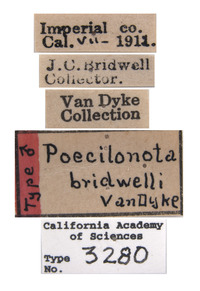 Imperial co.
Cal. VII- 1911.
J.C. Bridwell
Collector.
Van Dyke
Collection
Type ♂
Poecilonota
bridwelli
VanDyke
California Academy
of Sciences
Type
No. 3280